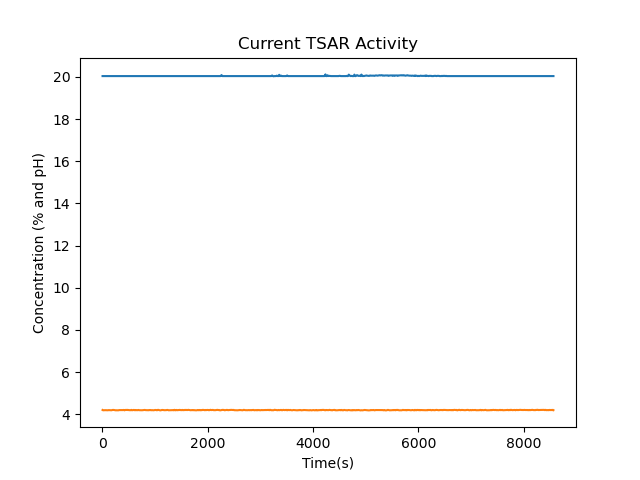 Current TSAR Activity
Concentration (% and pH)
20
18
16
14
12
10
8
6
4
0 2000 4000 6000 8000
Time(s)